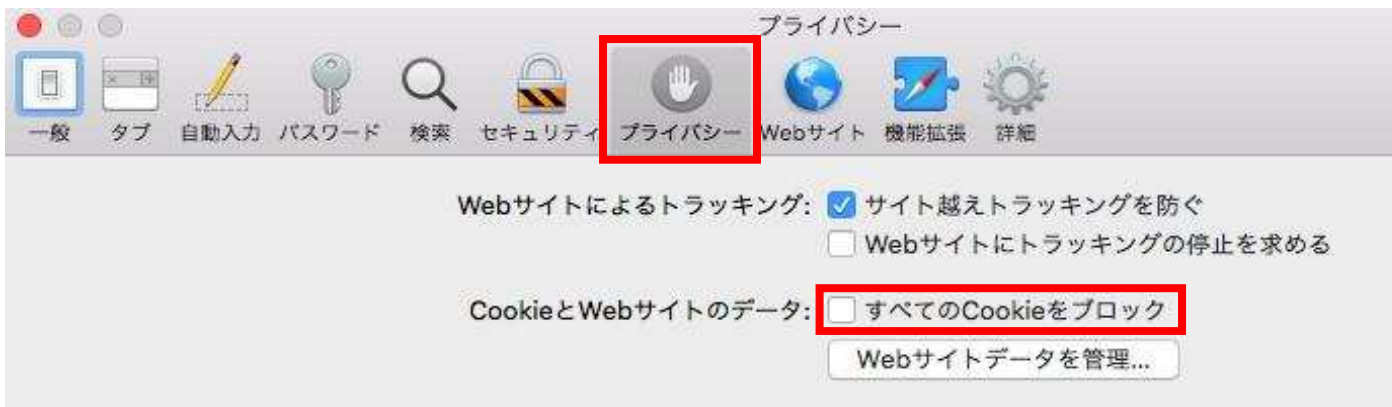 プライバシー
一般 タブ 自動入力 パスワード 検索 セキュリティ プライバシー Webサイト 機能拡張 詳細
Webサイトによるトラッキング: サイト越えトラッキングを防ぐ
Webサイトにトラッキングの停止を求める
CookieとWebサイトのデータ: すべてのCookieをブロック
Webサイトデータを管理...